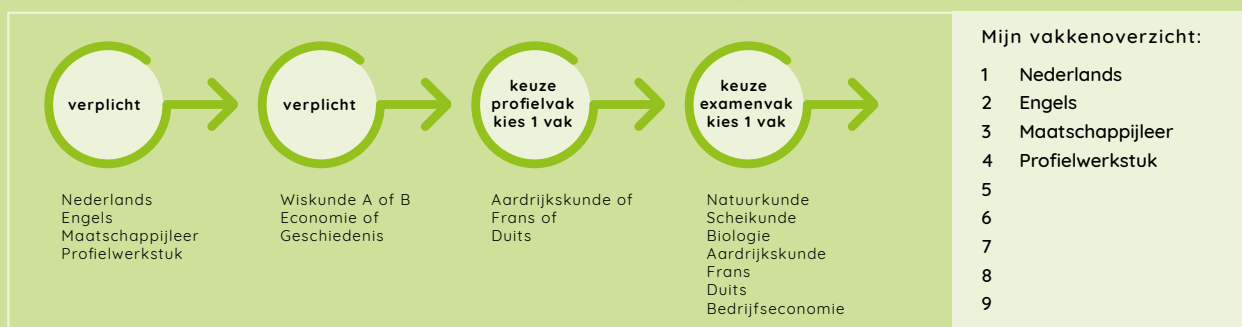 verplicht
Nederlands
Engels
Maatschappijleer
Profielwerkstuk
verplicht
Wiskunde A of B
Economie of
Geschiedenis
keuze
profielvak
kies 1 vak
Aardrijkskunde of
Frans of
Duits
keuze
examenvak
kies 1 vak
Natuurkunde
Scheikunde
Biologie
Aardrijkskunde
Frans
Duits
Bedrijfseconomie
Mijn vakkenoverzicht:
1 Nederlands
2 Engels
3 Maatschappijleer
4 Profielwerkstuk
5
6
7
8
9